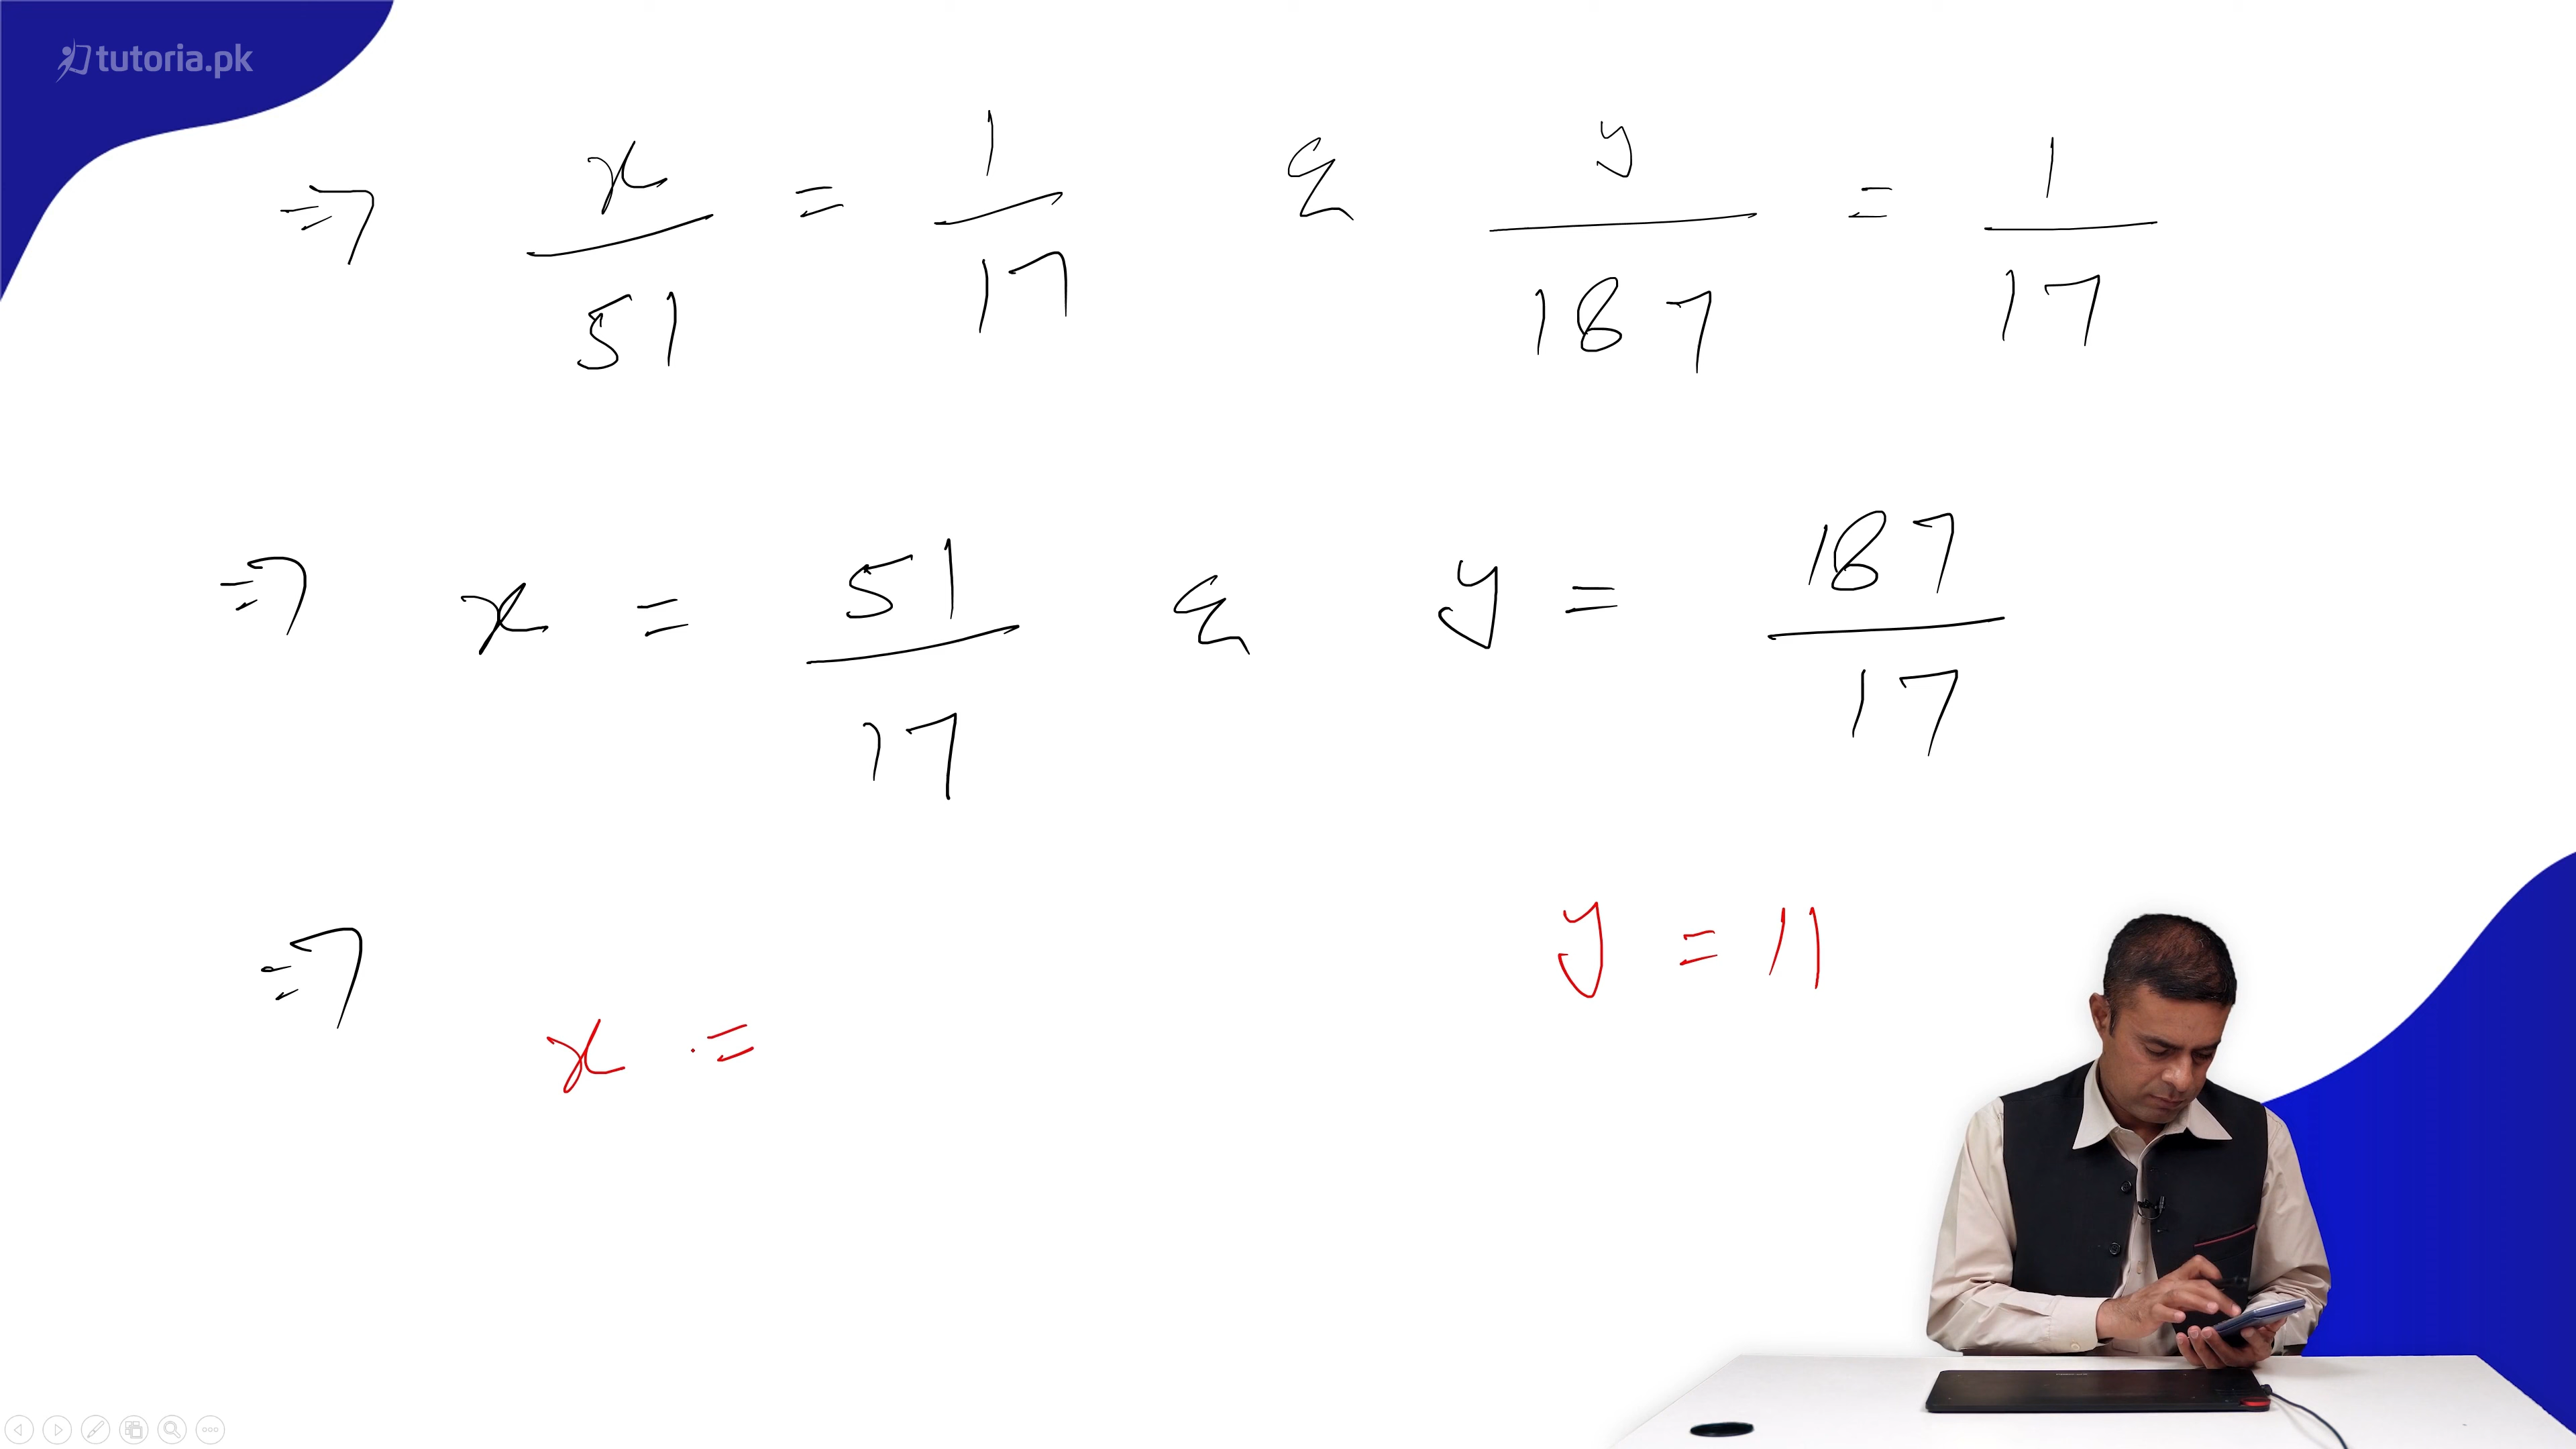 tutoria.pk
⇒ x/51 = 1/17 & y/187 = 1/17
⇒ x = 51/17 & y = 187/17
⇒ y = 11
x =